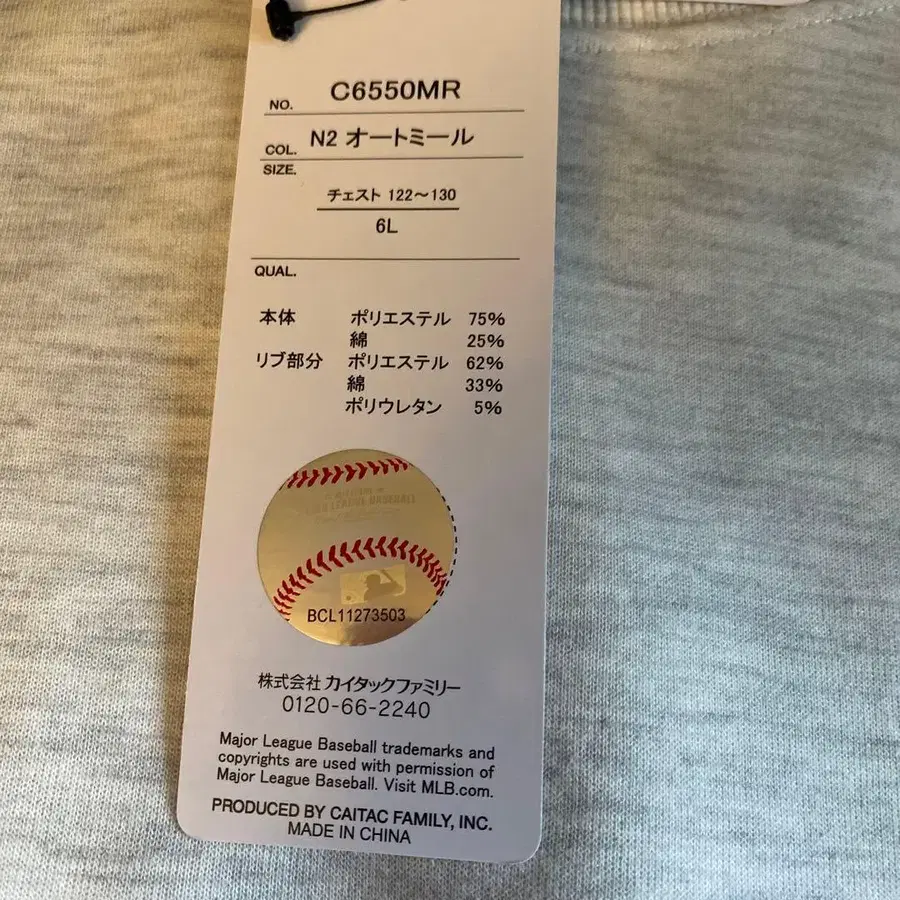 NO. C6550MR
COL. N2 オートミール
SIZE.
チェスト 122〜130
6L
QUAL.
本体 ポリエステル 75%
綿 25%
リブ部分 ポリエステル 62%
綿 33%
ポリウレタン 5%
LEAGUE BASEBALL
BCL11273503
株式会社 カイタックファミリー
0120-66-2240
Major League Baseball trademarks and
copyrights are used with permission of
Major League Baseball. Visit MLB.com.
PRODUCED BY CAITAC FAMILY, INC.
MADE IN CHINA